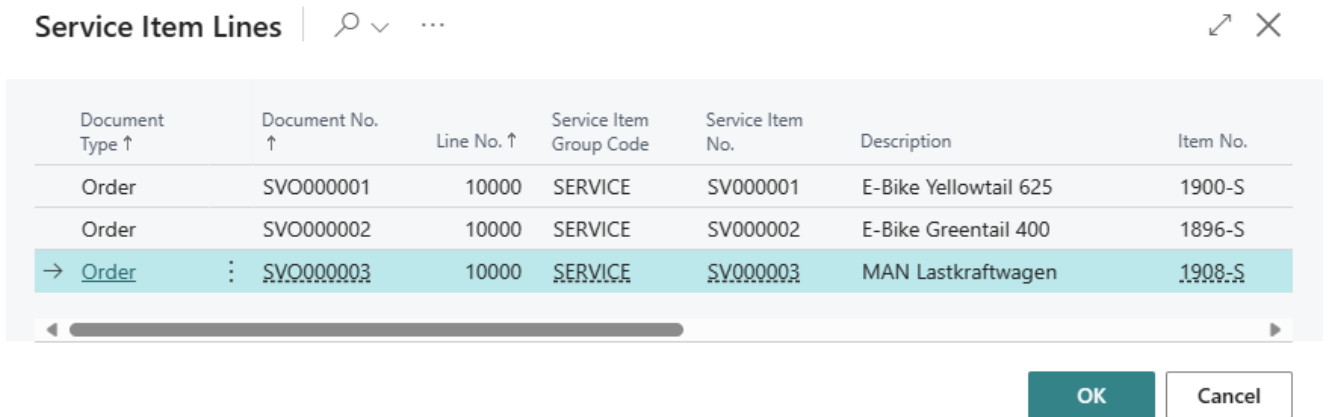 Service Item Lines
Document Type ↑ Document No. ↑ Line No. ↑ Service Item Group Code Service Item No. Description Item No.
Order SVO000001 10000 SERVICE SV000001 E-Bike Yellowtail 625 1900-S
Order SVO000002 10000 SERVICE SV000002 E-Bike Greentail 400 1896-S
→ Order SVO000003 10000 SERVICE SV000003 MAN Lastkraftwagen 1908-S
OK Cancel